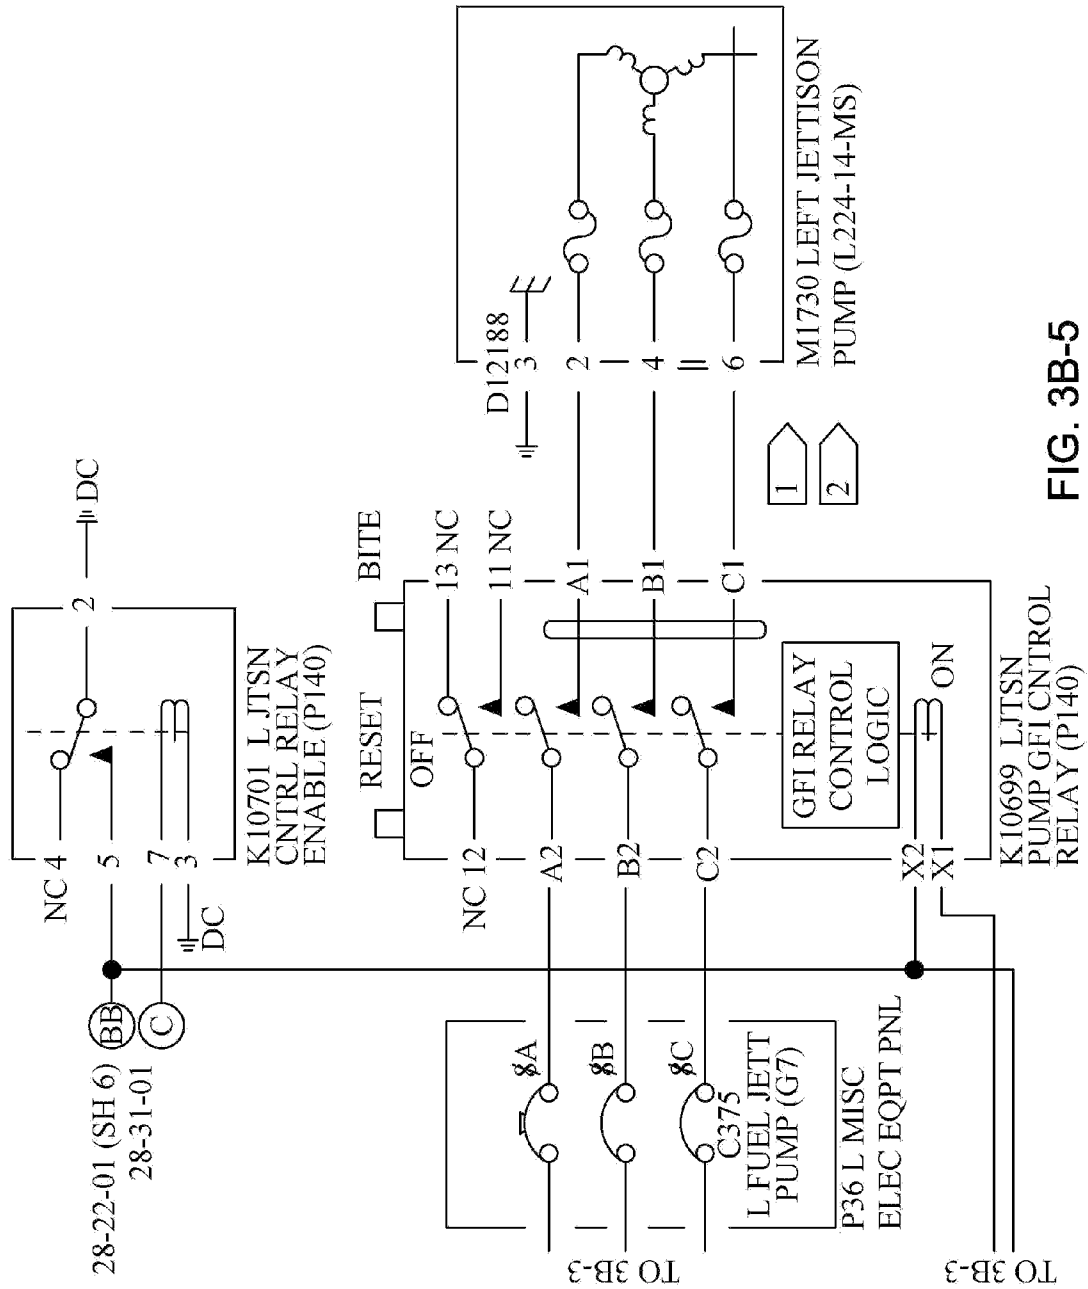 28-22-01 (SH 6)
BB
28-31-01
C
NC 4
5
7
3
DC
2
DC
K10701 LJTSN
CNTRL RELAY
ENABLE (P140)
TO 3B-3
8A
8B
8C
C375
L FUEL JETT
PUMP (G7)
P36 L MISC
ELEC EQPT PNL
RESET
BITE
OFF
NC 12
A2
B2
C2
X2
X1
13 NC
11 NC
A1
B1
C1
GFI RELAY
CONTROL
LOGIC
ON
K10699 LJTSN
PUMP GFI CNTROL
RELAY (P140)
TO 3B-3
D12188
3
2
4
6
1
2
M1730 LEFT JETTISON
PUMP (L224-14-MS)
FIG. 3B-5